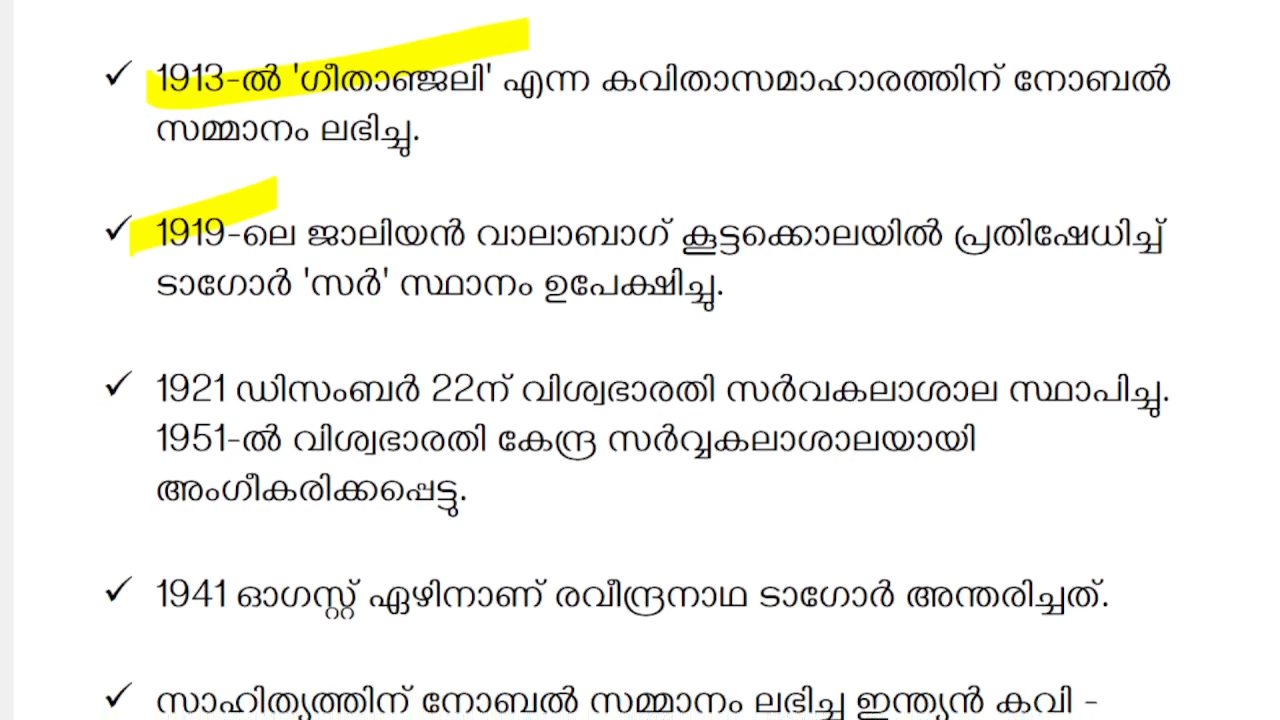 ✓ 1913-ൽ 'ഗീതാഞ്ജലി' എന്ന കവിതാസമാഹാരത്തിന് നോബൽ
സമ്മാനം ലഭിച്ചു.
✓ 1919-ലെ ജാലിയൻ വാലാബാഗ് കൂട്ടക്കൊലയിൽ പ്രതിഷേധിച്ച്
ടാഗോർ 'സർ' സ്ഥാനം ഉപേക്ഷിച്ചു.
✓ 1921 ഡിസംബർ 22ന് വിശ്വഭാരതി സർവകലാശാല സ്ഥാപിച്ചു.
1951-ൽ വിശ്വഭാരതി കേന്ദ്ര സർവ്വകലാശാലയായി
അംഗീകരിക്കപ്പെട്ടു.
✓ 1941 ഓഗസ്റ്റ് ഏഴിനാണ് രവീന്ദ്രനാഥ ടാഗോർ അന്തരിച്ചത്.
✓ സാഹിത്യത്തിന് നോബൽ സമ്മാനം ലഭിച്ച ഇന്ത്യൻ കവി -